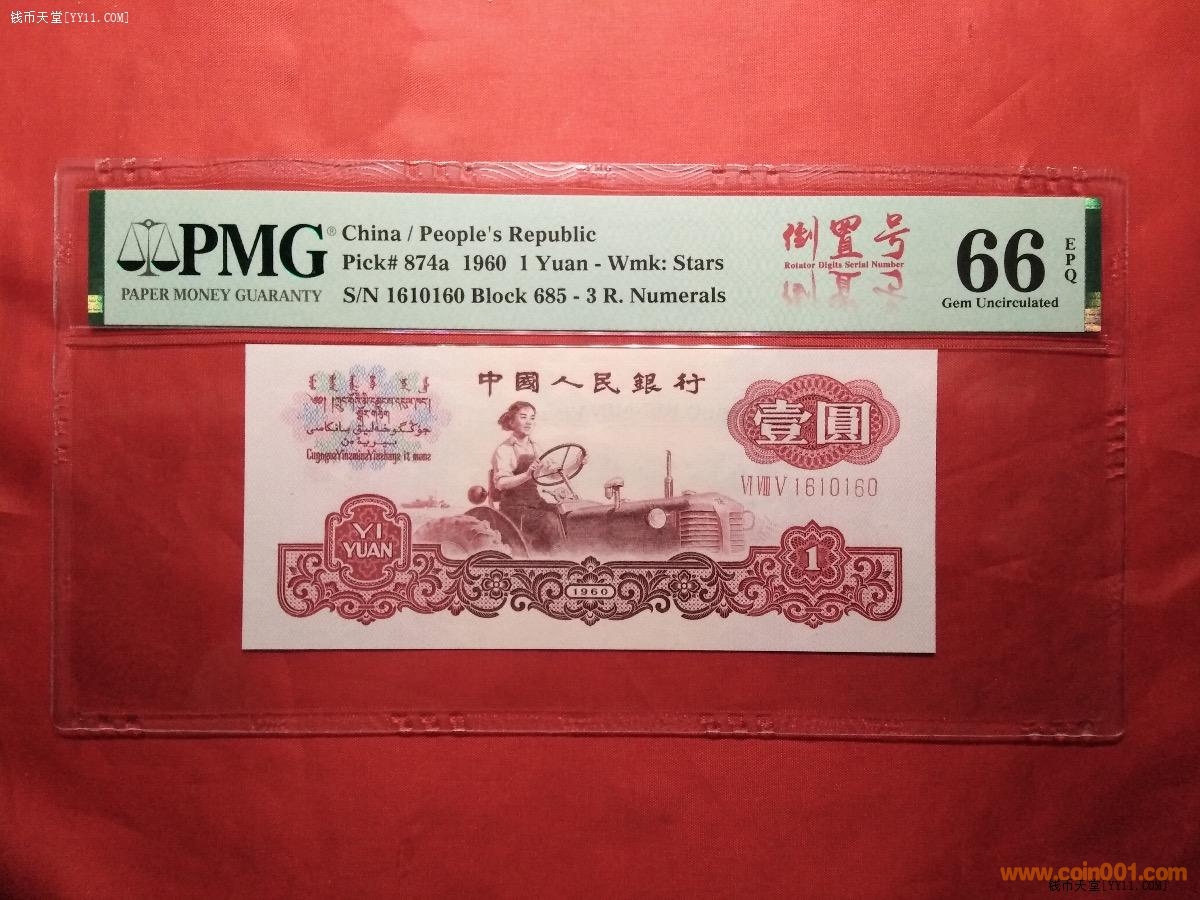 钱币天堂[YY11.COM]
PMG
PMG®
PAPER MONEY GUARANTY
China / People's Republic
Pick# 874a 1960 1 Yuan - Wmk: Stars
S/N 1610160 Block 685 - 3 R. Numerals
倒置号
Rotator Digits Serial Number
66
EPQ
Gem Uncirculated
中國人民銀行
壹圓
VI VIII V 1610160
YI
YUAN
1
1960
www.coin001.com
钱币天堂[YY11.COM]